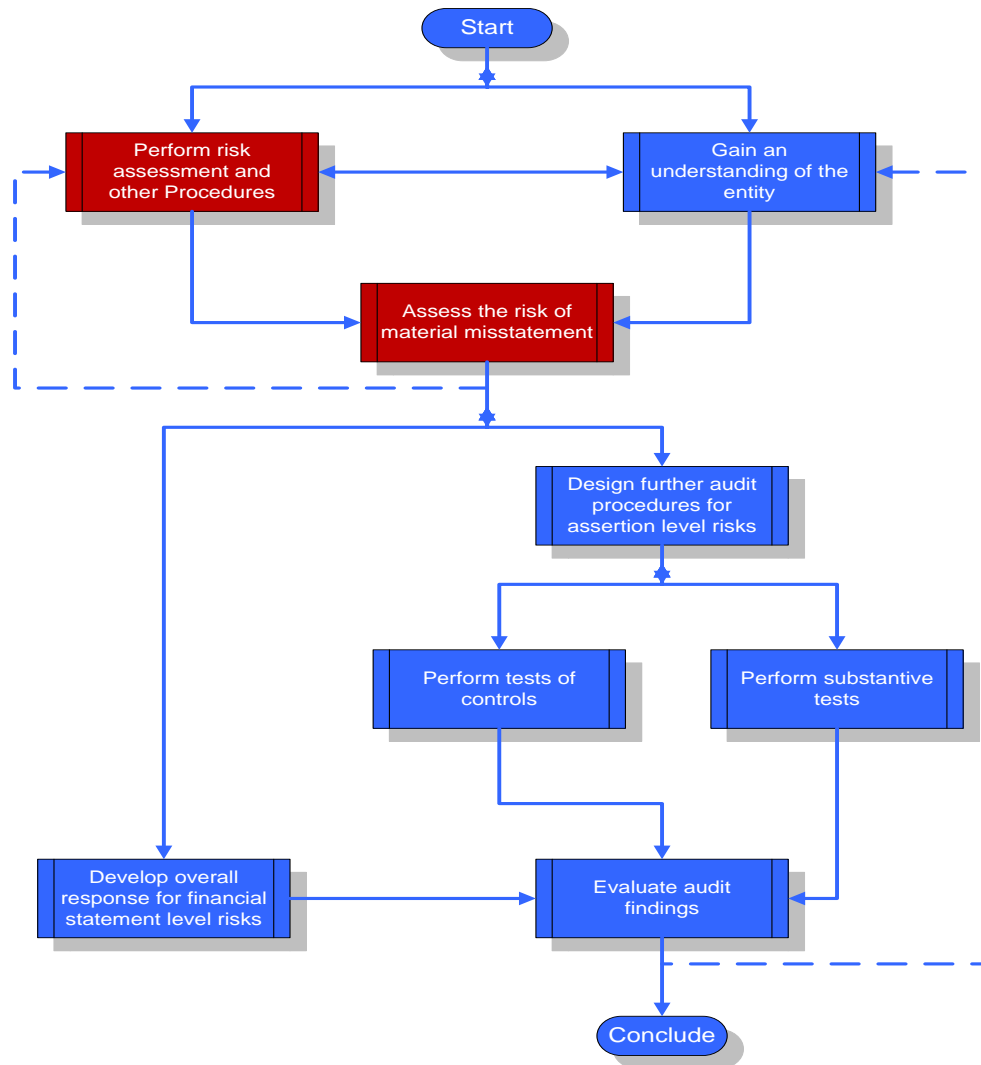 Start
Perform risk
assessment and
other Procedures
Gain an
understanding of the
entity
Assess the risk of
material misstatement
Design further audit
procedures for
assertion level risks
Perform tests of
controls
Perform substantive
tests
Develop overall
response for financial
statement level risks
Evaluate audit
findings
Conclude